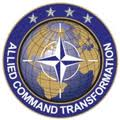 ALLIED COMMAND TRANSFORMATION